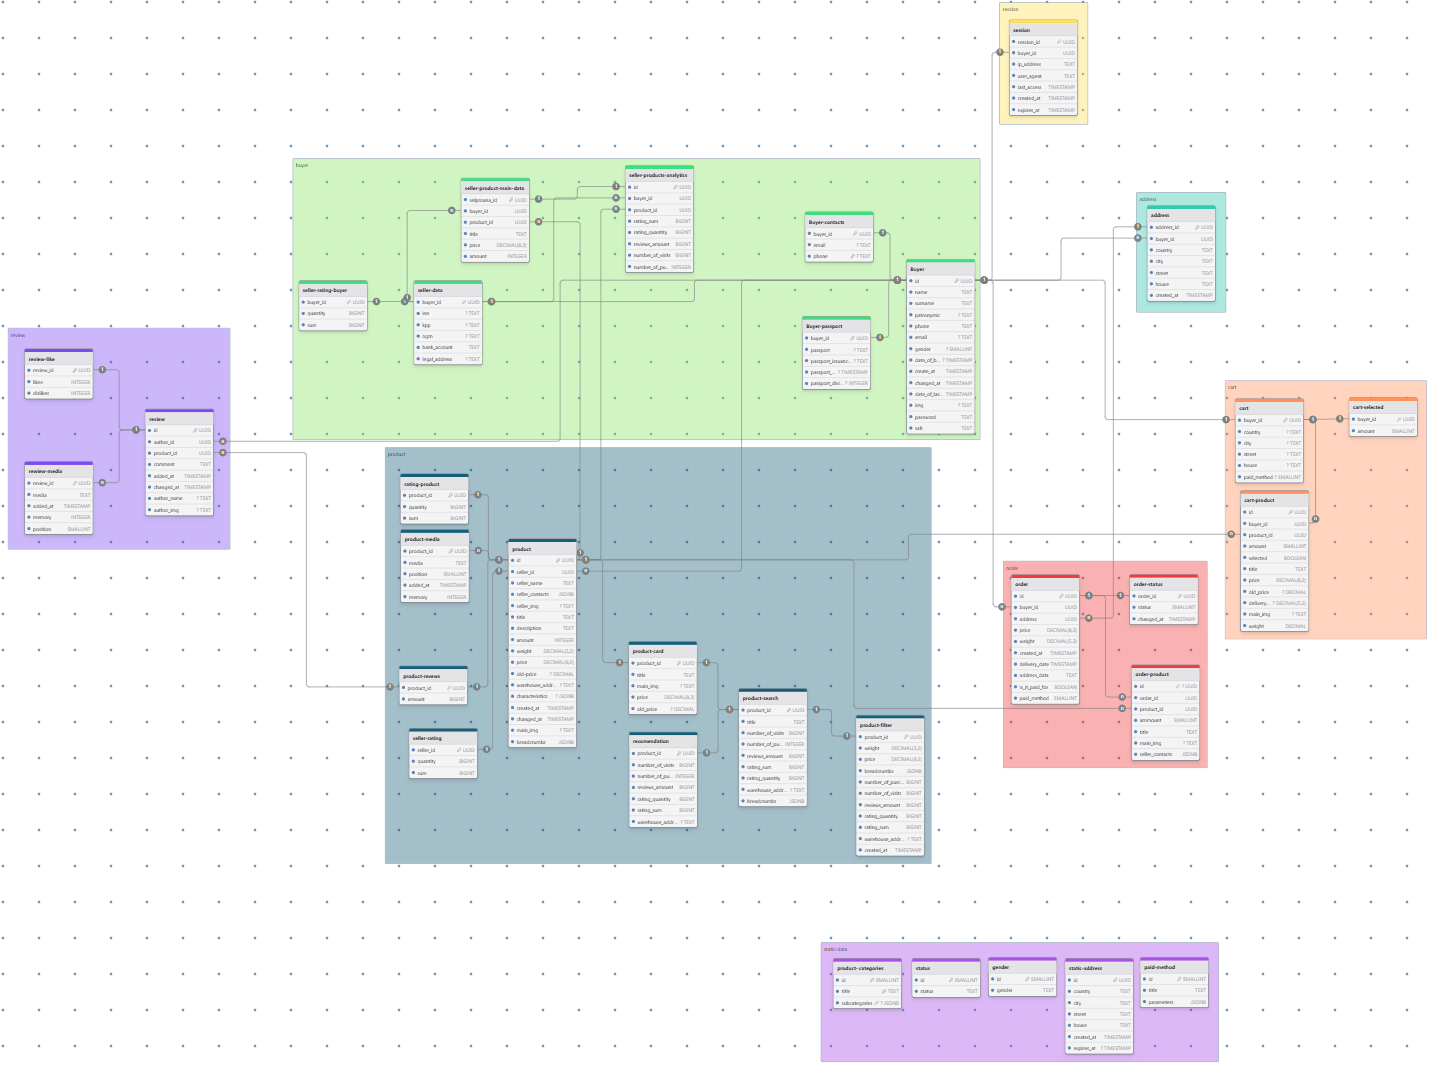 session
session
session_id UUID
buyer_id UUID
ip_address TEXT
user_agent TEXT
last_access TIMESTAMP
created_at TIMESTAMP
expires_at TIMESTAMP
buyer
seller-product-main-data
selproana_id UUID
buyer_id UUID
product_id UUID
title TEXT
price DECIMAL(8,2)
amount INTEGER
seller-products-analytics
id UUID
buyer_id UUID
product_id UUID
rating_sum BIGINT
rating_quantity BIGINT
reviews_amount BIGINT
number_of_visits BIGINT
number_of_pu... INTEGER
Buyer-contacts
buyer_id UUID
email ? TEXT
phone ? TEXT
seller-rating-buyer
buyer_id UUID
quantity BIGINT
sum BIGINT
seller-data
buyer_id UUID
inn ? TEXT
kpp ? TEXT
ogrn ? TEXT
bank_account ? TEXT
legal_address ? TEXT
Buyer
id UUID
name TEXT
surname TEXT
patronymic TEXT
phone TEXT
email ? TEXT
gender ? SMALLINT
date_of_b... ? TIMESTAMP
create_at TIMESTAMP
changed_at TIMESTAMP
date_of_las... TIMESTAMP
img TEXT
password TEXT
salt TEXT
Buyer-passport
buyer_id UUID
passport ? TEXT
passport_issuanc... ? TEXT
passport_... ? TIMESTAMP
passport_divi... ? INTEGER
address
address
address_id UUID
buyer_id UUID
country TEXT
city TEXT
street TEXT
house TEXT
created_at TIMESTAMP
review
review-like
review_id UUID
likes INTEGER
dislikes INTEGER
review
id UUID
author_id UUID
product_id UUID
comment TEXT
added_at TIMESTAMP
changed_at TIMESTAMP
author_name ? TEXT
author_img ? TEXT
review-media
review_id UUID
media TEXT
added_at TIMESTAMP
memory INTEGER
position SMALLINT
cart
cart
buyer_id UUID
country ? TEXT
city ? TEXT
street ? TEXT
house ? TEXT
paid_method ? SMALLINT
cart-selected
buyer_id UUID
amount SMALLINT
cart-product
id UUID
buyer_id UUID
product_id UUID
amount SMALLINT
selected BOOLEAN
title TEXT
price DECIMAL(8,2)
old_price ? DECIMAL
delivery... ? DECIMAL(5,2)
main_img ? TEXT
weight DECIMAL
product
rating-product
product_id UUID
quantity BIGINT
sum BIGINT
product-media
product_id UUID
media TEXT
position SMALLINT
added_at TIMESTAMP
memory INTEGER
product
id UUID
seller_id UUID
seller_name TEXT
seller_contacts JSONB
seller_img ? TEXT
title TEXT
description TEXT
amount INTEGER
weight DECIMAL(5,2)
price DECIMAL(8,2)
old-price ? DECIMAL
warehouse_addr... ? TEXT
characteristics ? JSONB
created_at TIMESTAMP
changed_at TIMESTAMP
main_img ? TEXT
breadcrumbs JSONB
product-reviews
product_id UUID
amount BIGINT
seller-rating
seller_id UUID
quantity BIGINT
sum BIGINT
product-card
product_id UUID
title TEXT
main_img ? TEXT
price DECIMAL(8,2)
old_price ? DECIMAL
recomendation
product_id UUID
number_of_visits BIGINT
number_of_pu... INTEGER
reviews_amount BIGINT
rating_quantity BIGINT
rating_sum BIGINT
warehouse_addr... ? TEXT
product-search
product_id UUID
title TEXT
number_of_visits BIGINT
number_of_pu... INTEGER
reviews_amount BIGINT
rating_sum BIGINT
rating_quantity BIGINT
warehouse_addr... ? TEXT
breadcrumbs JSONB
product-filter
product_id UUID
weight DECIMAL(5,2)
price DECIMAL(8,2)
breadcrumbs JSONB
number_of_purc... BIGINT
number_of_visits BIGINT
reviews_amount BIGINT
rating_quantity BIGINT
rating_sum BIGINT
warehouse_addr... ? TEXT
created_at TIMESTAMP
order
order
id UUID
buyer_id UUID
address UUID
price DECIMAL(8,2)
weight DECIMAL(5,2)
created_at TIMESTAMP
delivery_date TIMESTAMP
address_data TEXT
is_it_paid_for BOOLEAN
paid_method SMALLINT
order-status
order_id UUID
status SMALLINT
changed_at TIMESTAMP
order-product
id ? UUID
order_id UUID
product_id UUID
ammount SMALLINT
title TEXT
main_img ? TEXT
seller_contacts JSONB
static-data
product- categories
id SMALLINT
title TEXT
subcategories ? JSONB
status
id SMALLINT
status TEXT
gender
id SMALLINT
gender TEXT
static-address
id UUID
country TEXT
city TEXT
street TEXT
house TEXT
created_at TIMESTAMP
expires_at ? TIMESTAMP
paid-method
id SMALLINT
title TEXT
parameters JSONB